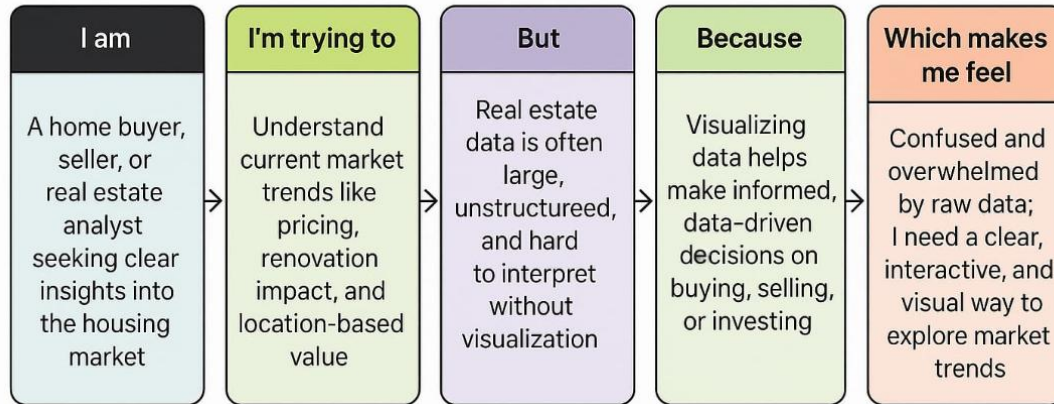 I am
A home buyer,
seller, or
real estate
analyst
seeking clear
insights into
the housing
market
I'm trying to
Understand
current market
trends like
pricing,
renovation
impact, and
location-based
value
But
Real estate
data is often
large,
unstructureed,
and hard
to interpret
without
visualization
Because
Visualizing
data helps
make informed,
data-driven
decisions on
buying, selling,
or investing
Which makes
me feel
Confused and
overwhelmed
by raw data;
I need a clear,
interactive, and
visual way to
explore market
trends